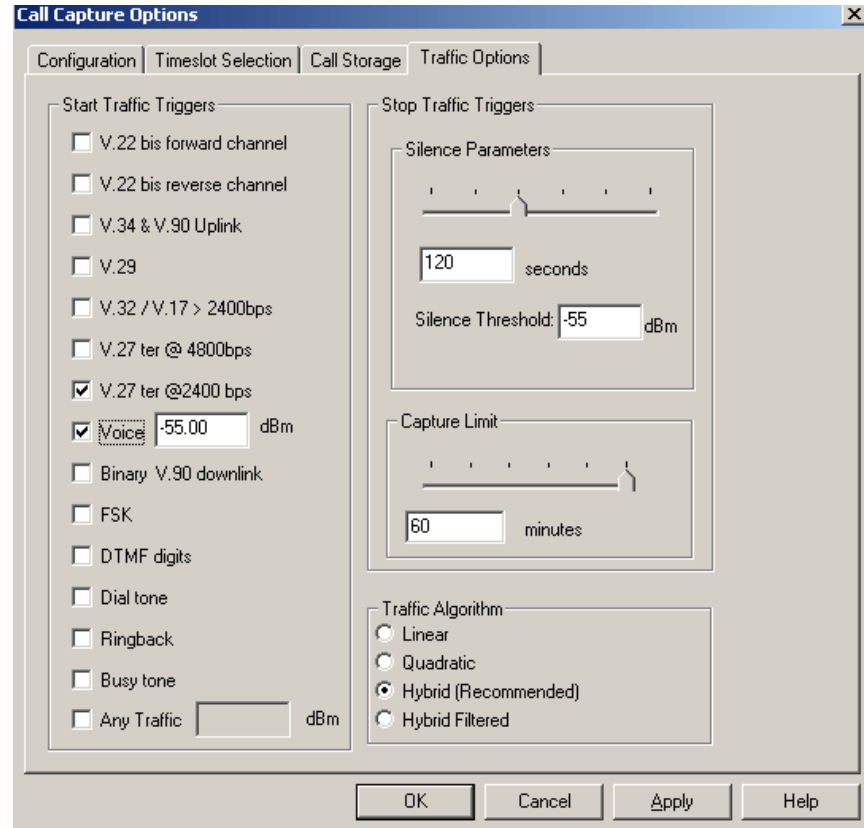 Call Capture Options
Configuration
Timeslot Selection
Call Storage
Traffic Options
Start Traffic Triggers
V.22 bis forward channel
V.22 bis reverse channel
V.34 & V.90 Uplink
V.29
V.32 / V.17 > 2400bps
V.27 ter @ 4800bps
V.27 ter @2400 bps
Voice -55.00 dBm
Binary V.90 downlink
FSK
DTMF digits
Dial tone
Ringback
Busy tone
Any Traffic dBm
Stop Traffic Triggers
Silence Parameters
120 seconds
Silence Threshold: -55 dBm
Capture Limit
60 minutes
Traffic Algorithm
Linear
Quadratic
Hybrid (Recommended)
Hybrid Filtered
OK
Cancel
Apply
Help